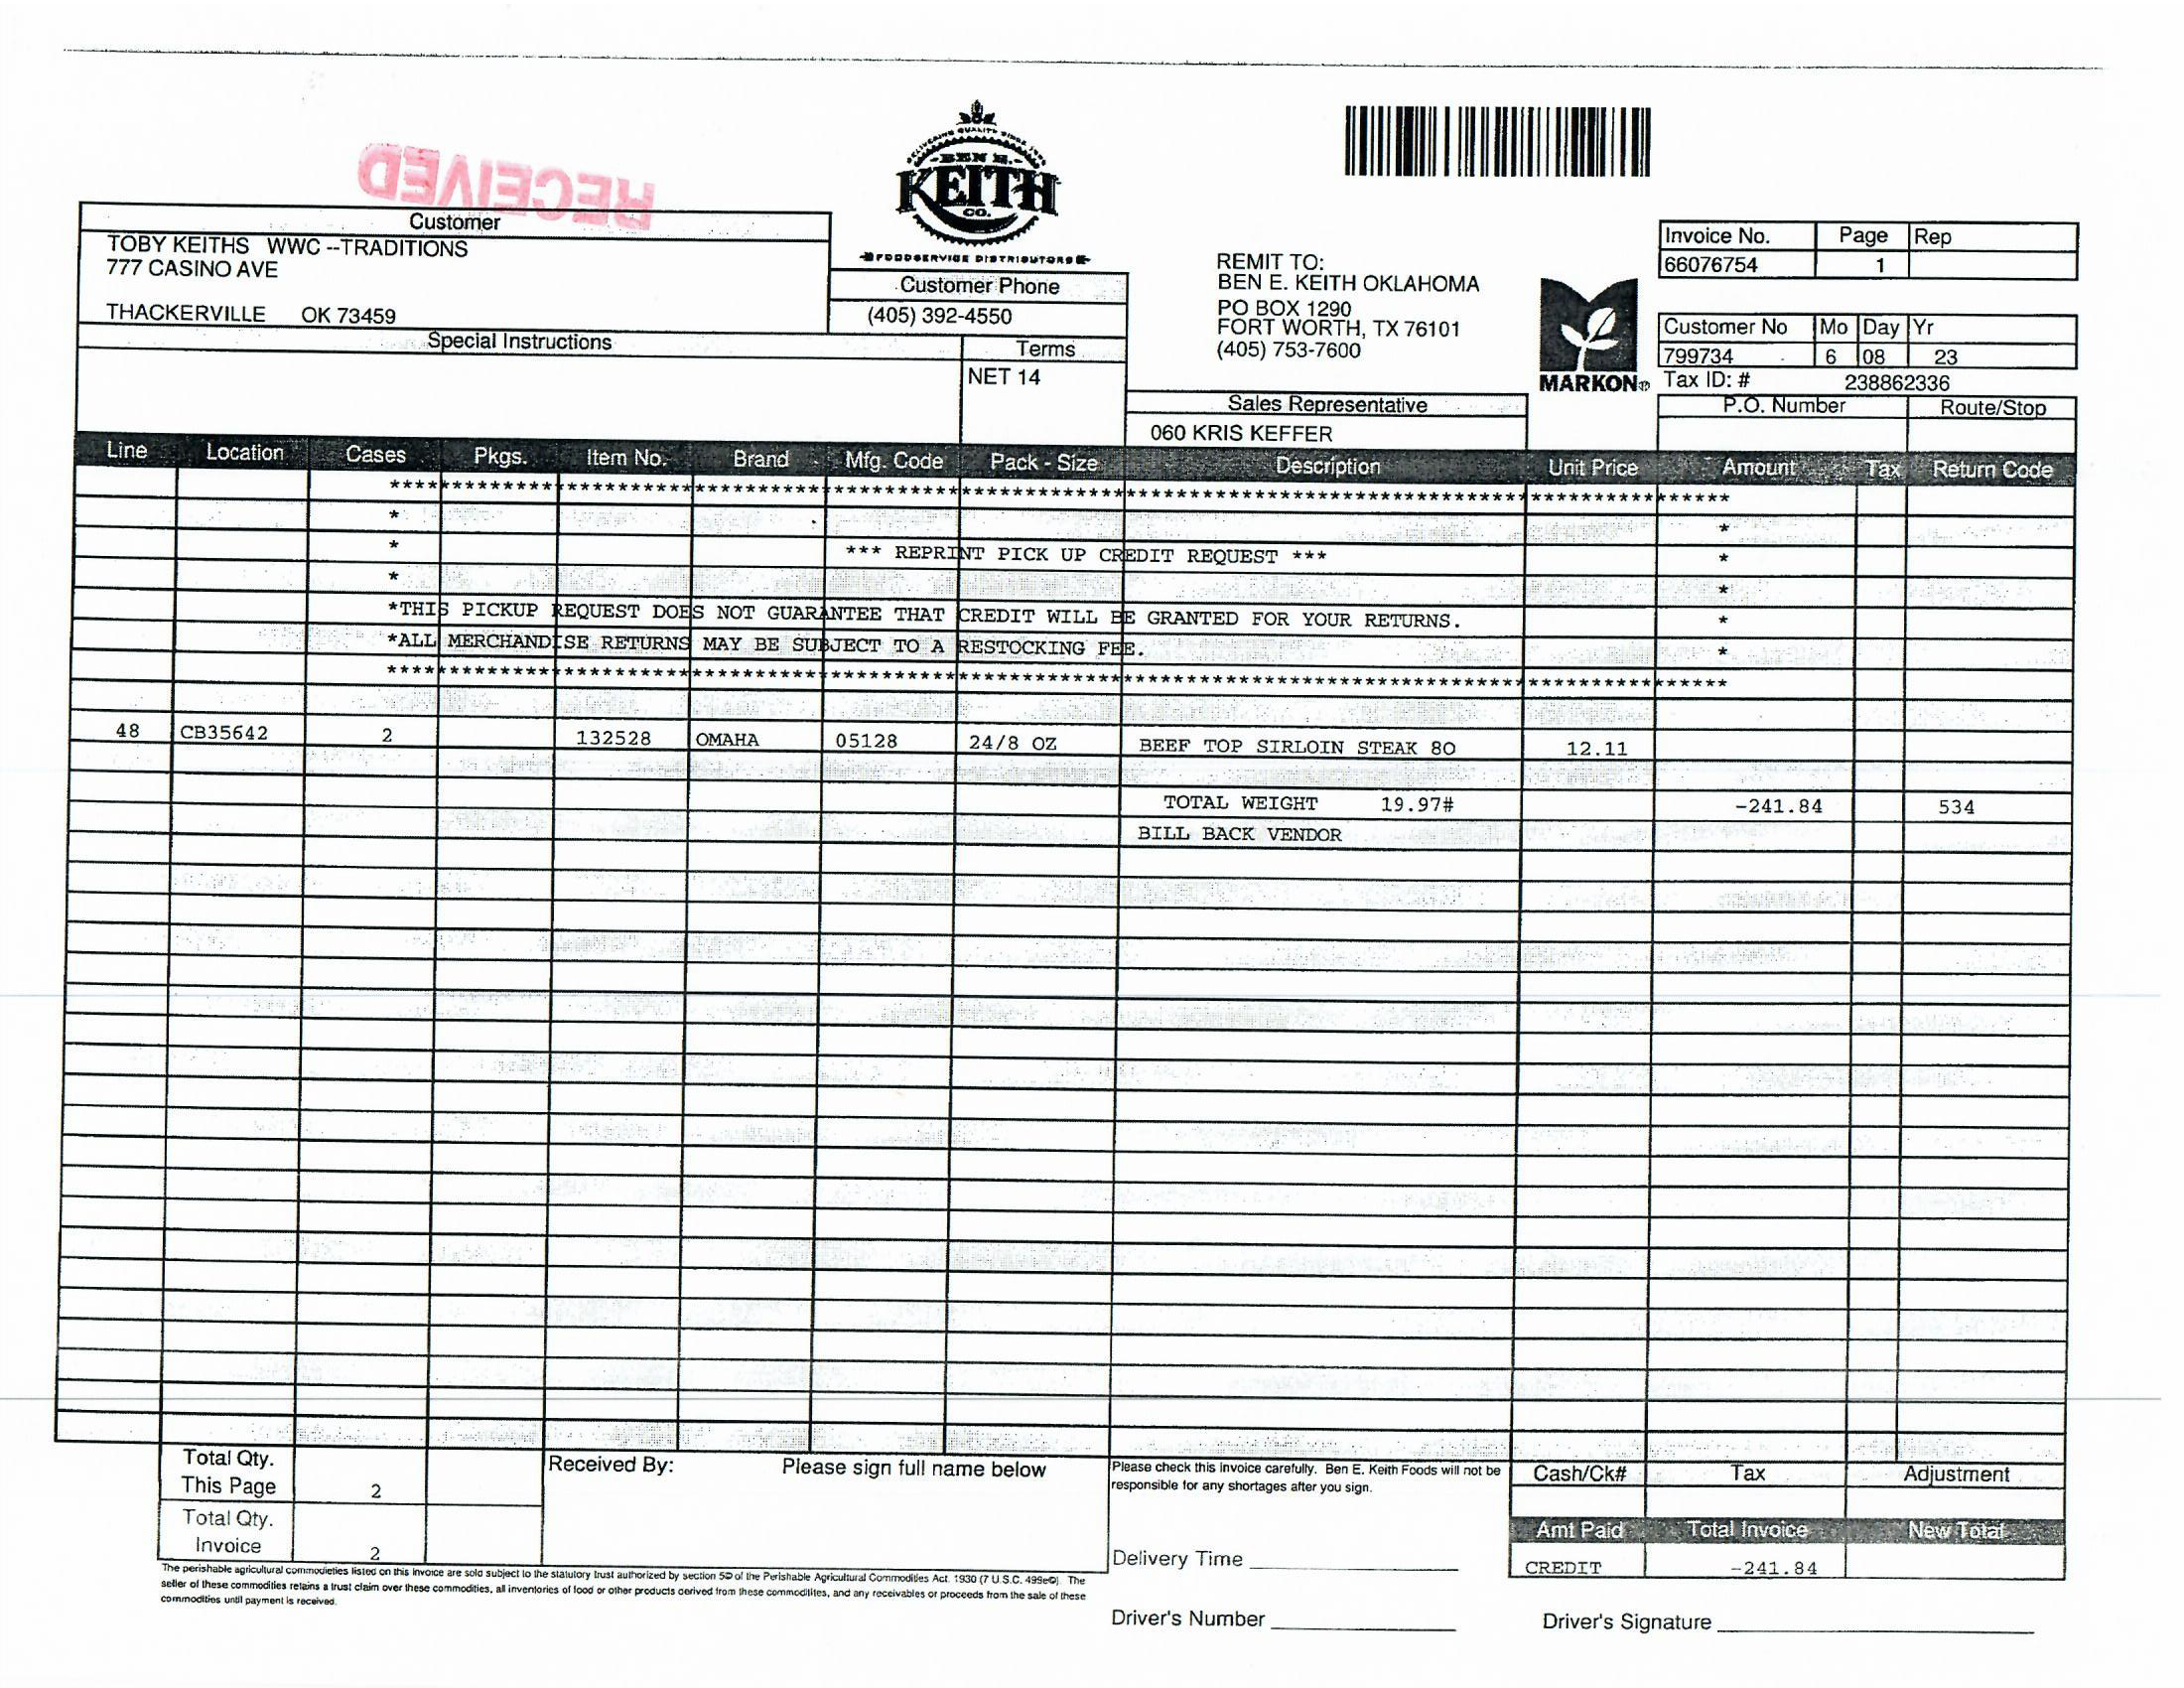 RECEIVED
DELIVERING QUALITY SINCE
BEN E.
KEITH
CO.
FOODSERVICE DISTRIBUTORS
Customer
TOBY KEITHS WWC --TRADITIONS
777 CASINO AVE
THACKERVILLE OK 73459
Customer Phone
(405) 392-4550
Special Instructions
Terms
NET 14
REMIT TO:
BEN E. KEITH OKLAHOMA
PO BOX 1290
FORT WORTH, TX 76101
(405) 753-7600
Sales Representative
060 KRIS KEFFER
MARKON®
Invoice No. Page Rep
66076754 1
Customer No Mo Day Yr
799734 6 08 23
Tax ID: # 238862336
P.O. Number Route/Stop
Line Location Cases Pkgs. Item No. Brand Mfg. Code Pack - Size Description Unit Price Amount Tax Return Code
*** REPRINT PICK UP CREDIT REQUEST ***
*THIS PICKUP REQUEST DOES NOT GUARANTEE THAT CREDIT WILL BE GRANTED FOR YOUR RETURNS. *
*ALL MERCHANDISE RETURNS MAY BE SUBJECT TO A RESTOCKING FEE. *
48 CB35642 2 132528 OMAHA 05128 24/8 OZ BEEF TOP SIRLOIN STEAK 8O 12.11
TOTAL WEIGHT 19.97# -241.84 534
BILL BACK VENDOR
Total Qty.
This Page 2
Total Qty.
Invoice 2
Received By: Please sign full name below
Please check this invoice carefully. Ben E. Keith Foods will not be
responsible for any shortages after you sign.
Delivery Time
Driver's Number
Cash/Ck# Tax Adjustment
Amt Paid Total Invoice New Total
CREDIT -241.84
Driver's Signature
The perishable agricultural commodieties listed on this invoice are sold subject to the statutory trust authorized by section 5© of the Perishable Agricultural Commodities Act. 1930 (7 U.S.C. 499e©). The
seller of these commodities retains a trust claim over these commodities, all inventories of food or other products derived from these commodities, and any receivables or proceeds from the sale of these
commodities until payment is received.